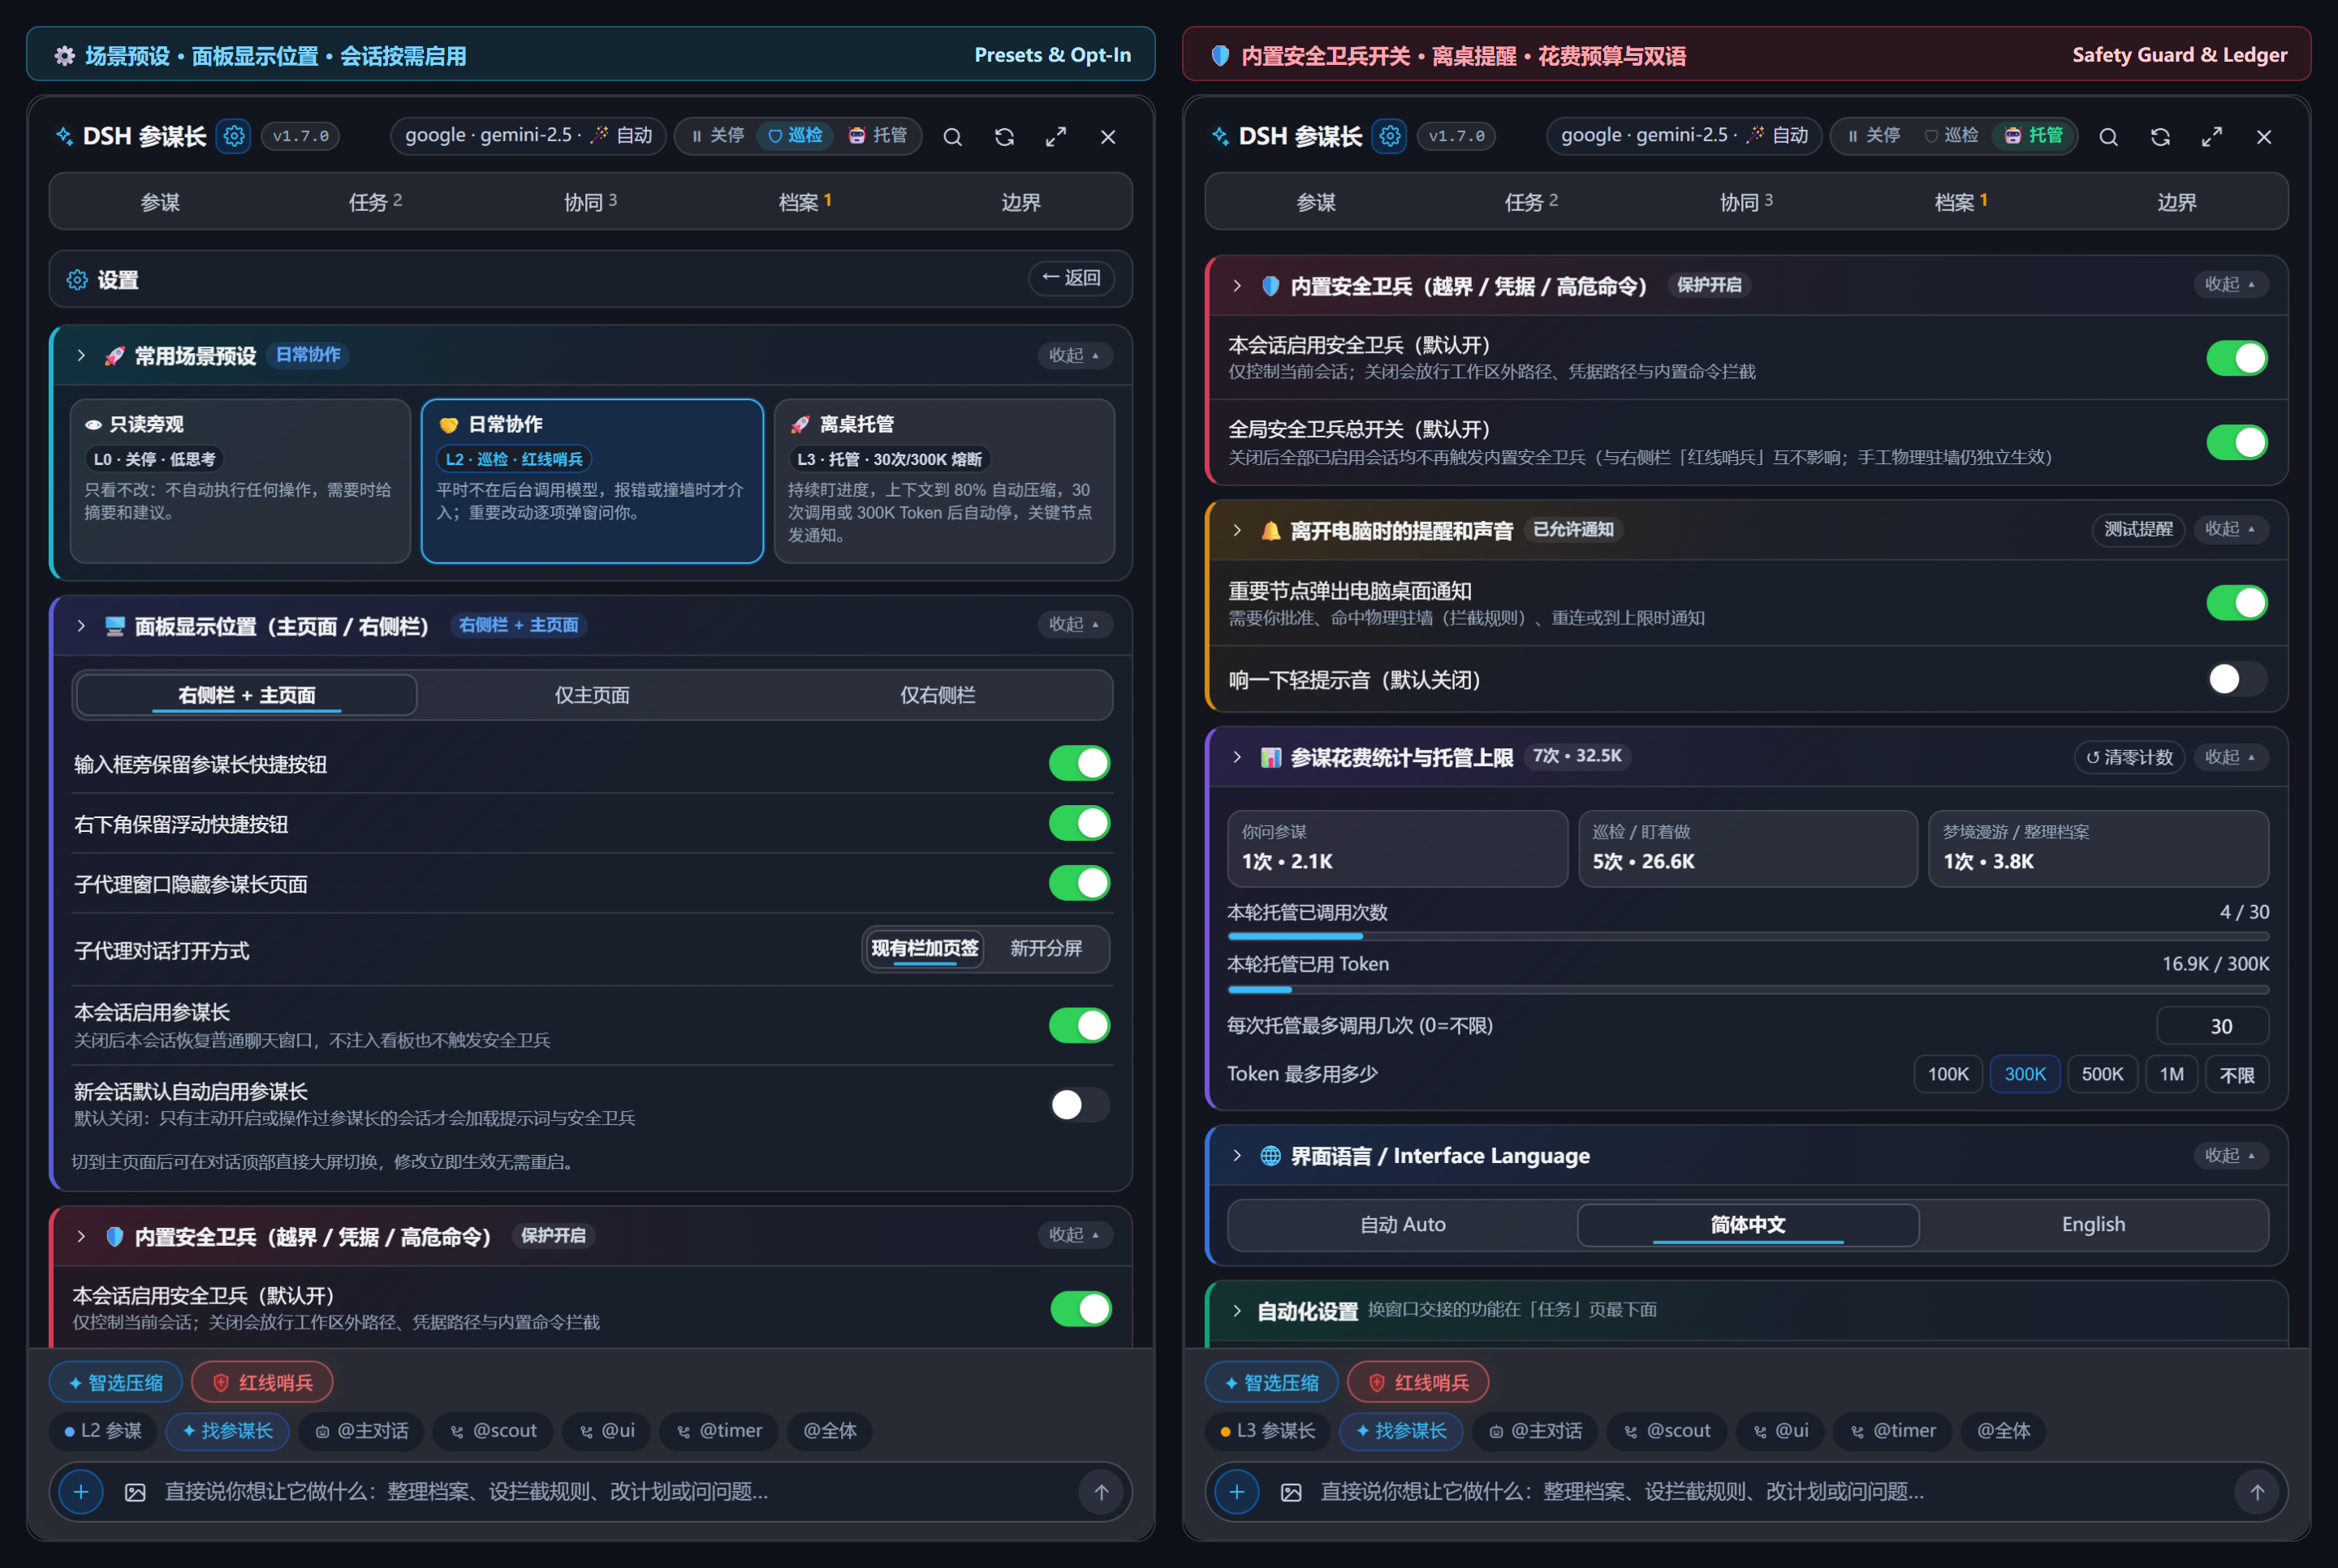 场景预设 • 面板显示位置 • 会话按需启用
Presets & Opt-In
DSH 参谋长
v1.7.0
google · gemini-2.5 · 自动
关停
巡检
托管
参谋
任务 2
协同 3
档案 1
边界
设置
← 返回
常用场景预设
日常协作
收起
只读旁观
L0 · 关停 · 低思考
只看不改：不自动执行任何操作，需要时给
摘要和建议。
日常协作
L2 · 巡检 · 红线哨兵
平时不在后台调用模型，报错或撞墙时才介
入；重要改动逐项弹窗问你。
离桌托管
L3 · 托管 · 30次/300K 熔断
持续盯进度，上下文到 80% 自动压缩，30
次调用或 300K Token 后自动停，关键节点
发通知。
面板显示位置（主页面 / 右侧栏）
右侧栏 + 主页面
收起
右侧栏 + 主页面
仅主页面
仅右侧栏
输入框旁保留参谋长快捷按钮
右下角保留浮动快捷按钮
子代理窗口隐藏参谋长页面
子代理对话打开方式
现有栏加页签
新开分屏
本会话启用参谋长
关闭后本会话恢复普通聊天窗口，不注入看板也不触发安全卫兵
新会话默认自动启用参谋长
默认关闭：只有主动开启或操作过参谋长的会话才会加载提示词与安全卫兵
切到主页面后可在对话顶部直接大屏切换，修改立即生效无需重启。
内置安全卫兵（越界 / 凭据 / 高危命令）
保护开启
收起
本会话启用安全卫兵（默认开）
仅控制当前会话；关闭会放行工作区外路径、凭据路径与内置命令拦截
智选压缩
红线哨兵
L2 参谋
找参谋长
@主对话
@scout
@ui
@timer
@全体
直接说你想让它做什么：整理档案、设拦截规则、改计划或问问题...
内置安全卫兵开关 • 离桌提醒 • 花费预算与双语
Safety Guard & Ledger
DSH 参谋长
v1.7.0
google · gemini-2.5 · 自动
关停
巡检
托管
参谋
任务 2
协同 3
档案 1
边界
内置安全卫兵（越界 / 凭据 / 高危命令）
保护开启
收起
本会话启用安全卫兵（默认开）
仅控制当前会话；关闭会放行工作区外路径、凭据路径与内置命令拦截
全局安全卫兵总开关（默认开）
关闭后全部已启用会话均不再触发内置安全卫兵（与右侧栏「红线哨兵」互不影响；手工物理驻墙仍独立生效）
离开电脑时的提醒和声音
已允许通知
测试提醒
收起
重要节点弹出电脑桌面通知
需要你批准、命中物理驻墙（拦截规则）、重连或到上限时通知
响一下轻提示音（默认关闭）
参谋花费统计与托管上限
7次 • 32.5K
↺ 清零计数
收起
你问参谋
1次 • 2.1K
巡检 / 盯着做
5次 • 26.6K
梦境漫游 / 整理档案
1次 • 3.8K
本轮托管已调用次数
4 / 30
本轮托管已用 Token
16.9K / 300K
每次托管最多调用几次 (0=不限)
30
Token 最多用多少
100K
300K
500K
1M
不限
界面语言 / Interface Language
收起
自动 Auto
简体中文
English
自动化设置
换窗口交接的功能在「任务」页最下面
智选压缩
红线哨兵
L3 参谋长
找参谋长
@主对话
@scout
@ui
@timer
@全体
直接说你想让它做什么：整理档案、设拦截规则、改计划或问问题...